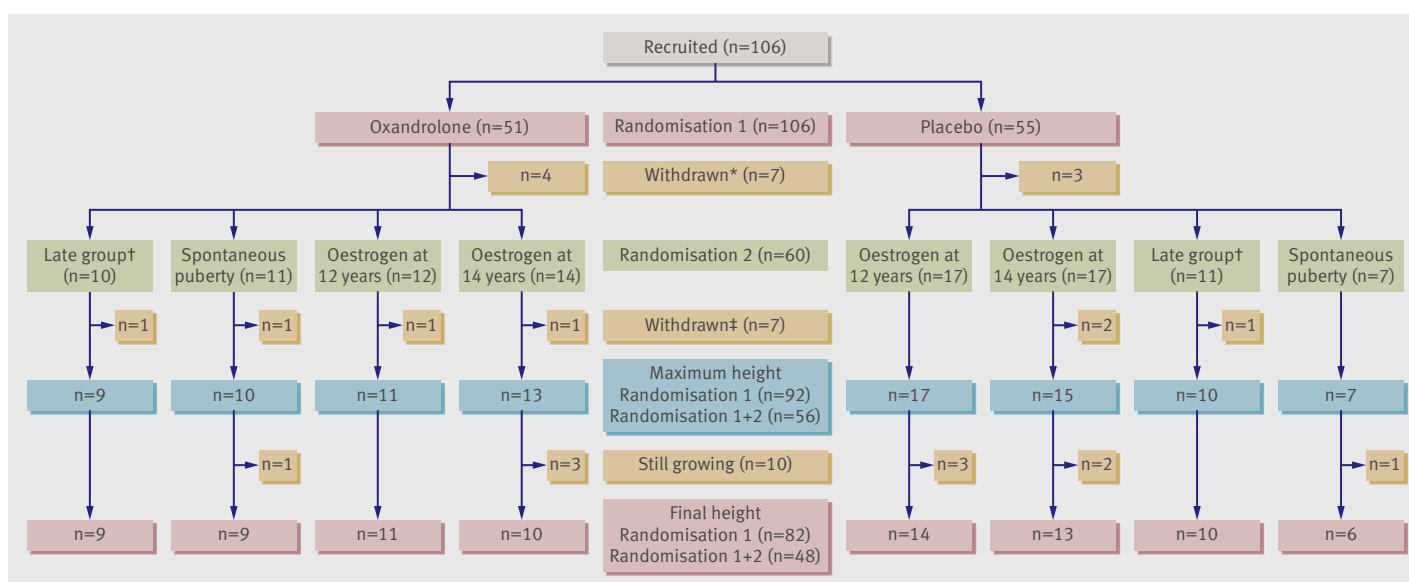 Recruited (n=106)
Oxandrolone (n=51)
Randomisation 1 (n=106)
Placebo (n=55)
n=4
Withdrawn* (n=7)
n=3
Late group†
(n=10)
Spontaneous
puberty (n=11)
Oestrogen at
12 years (n=12)
Oestrogen at
14 years (n=14)
Randomisation 2 (n=60)
Oestrogen at
12 years (n=17)
Oestrogen at
14 years (n=17)
Late group†
(n=11)
Spontaneous
puberty (n=7)
n=1
n=1
n=1
n=1
Withdrawn‡ (n=7)
n=2
n=1
n=9
n=10
n=11
n=13
Maximum height
Randomisation 1 (n=92)
Randomisation 1+2 (n=56)
n=17
n=15
n=10
n=7
n=1
n=3
Still growing (n=10)
n=3
n=2
n=1
n=9
n=9
n=11
n=10
Final height
Randomisation 1 (n=82)
Randomisation 1+2 (n=48)
n=14
n=13
n=10
n=6